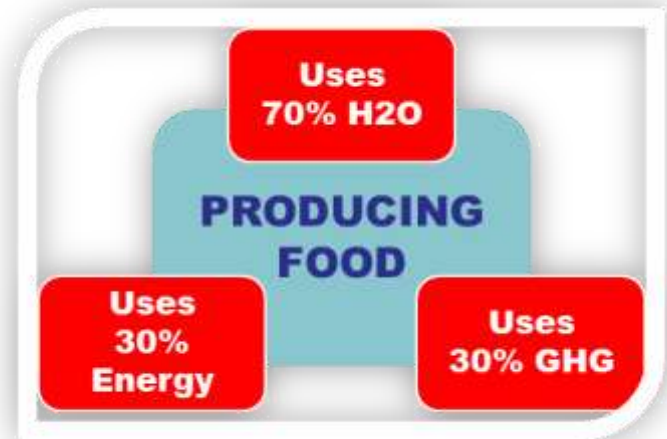 Uses
70% H2O
PRODUCING
FOOD
Uses
30%
Energy
Uses
30% GHG